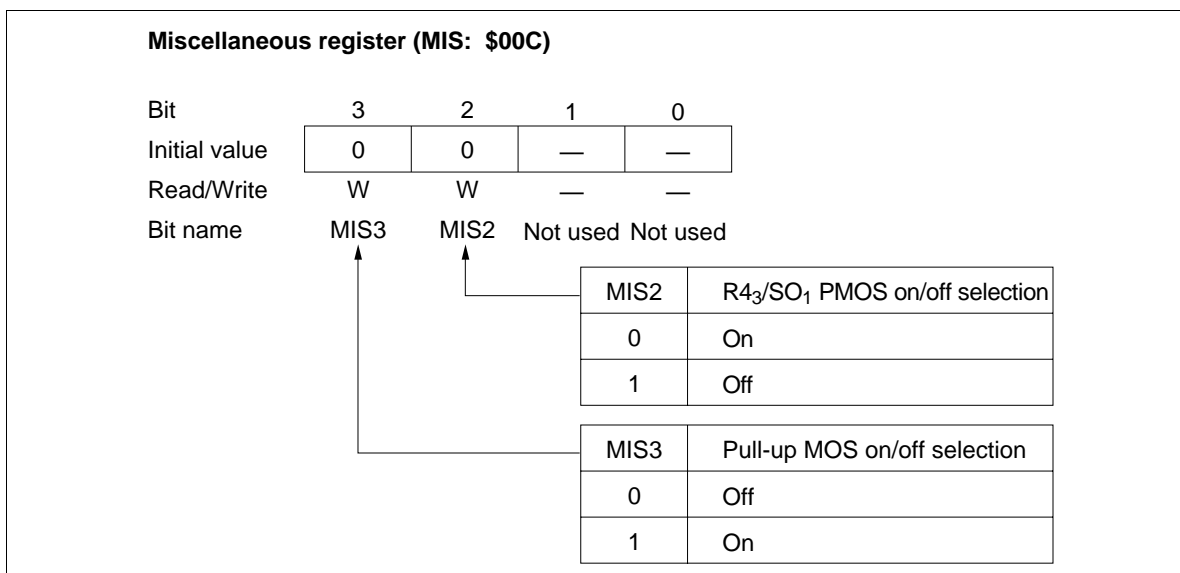 Miscellaneous register (MIS: $00C)
Bit 3 2 1 0
Initial value 0 0 — —
Read/Write W W — —
Bit name MIS3 MIS2 Not used Not used
MIS2 R4₃/SO₁ PMOS on/off selection
0 On
1 Off
MIS3 Pull-up MOS on/off selection
0 Off
1 On